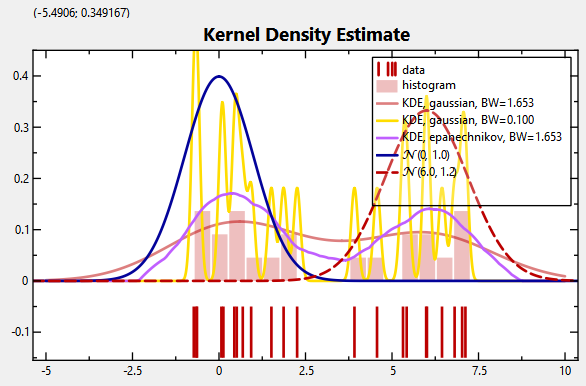 (-5.4906; 0.349167)
Kernel Density Estimate
data
histogram
KDE, gaussian, BW=1.653
KDE, gaussian, BW=0.100
KDE, epanechnikov, BW=1.653
𝒩(0, 1.0)
𝒩(6.0, 1.2)
0.4
0.3
0.2
0.1
0
0
-0.1
-5
-2.5
0
2.5
5
7.5
10